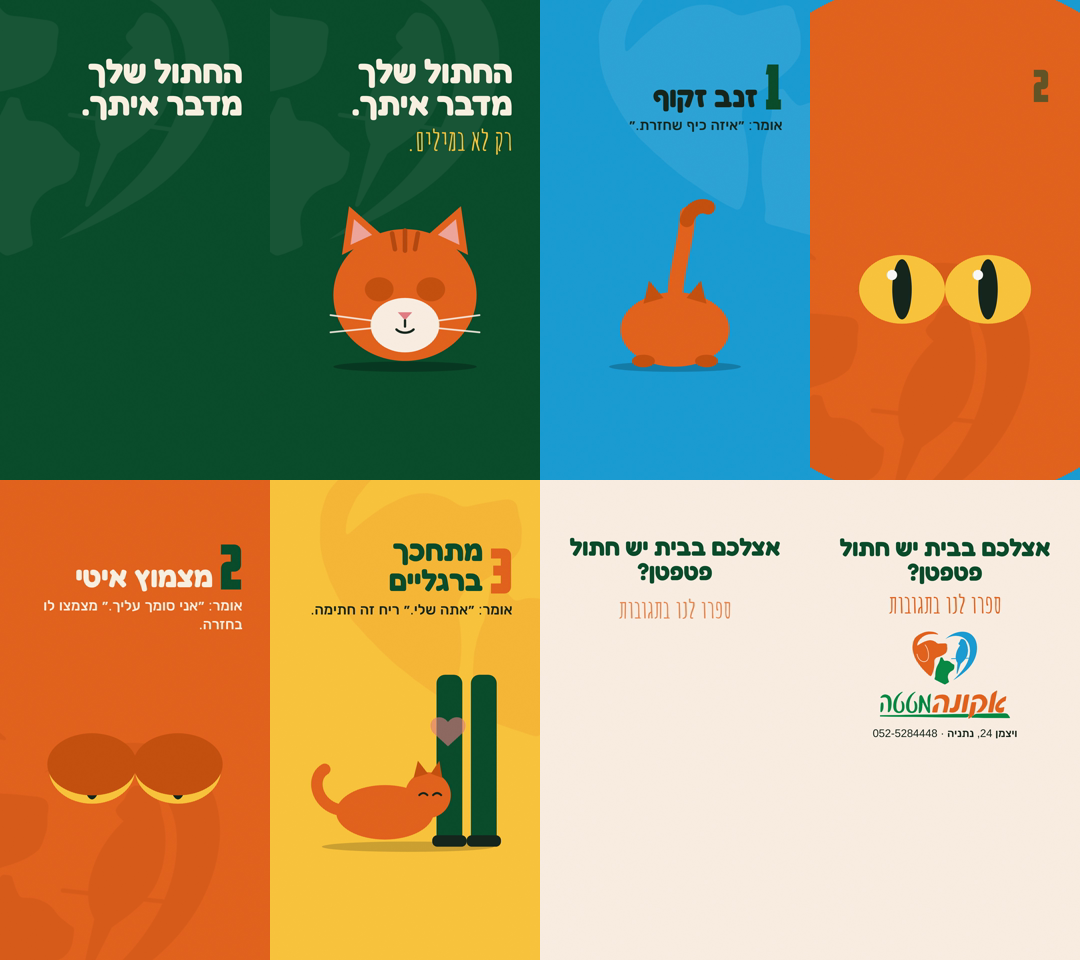 החתול שלך
מדבר איתך.
החתול שלך
מדבר איתך.
רק לא במילים.
1 זנב זקוף
אומר: ״איזה כיף שחזרת.״
2
2 מצמוץ איטי
אומר: ״אני סומך עליך.״ מצמצו לו
בחזרה.
3 מתחכך
ברגליים
אומר: ״אתה שלי.״ ריח זה חתימה.
אצלכם בבית יש חתול
פטפטן?
ספרו לנו בתגובות
אצלכם בבית יש חתול
פטפטן?
ספרו לנו בתגובות
אקונהמטטה
ויצמן 24, נתניה · 052-5284448